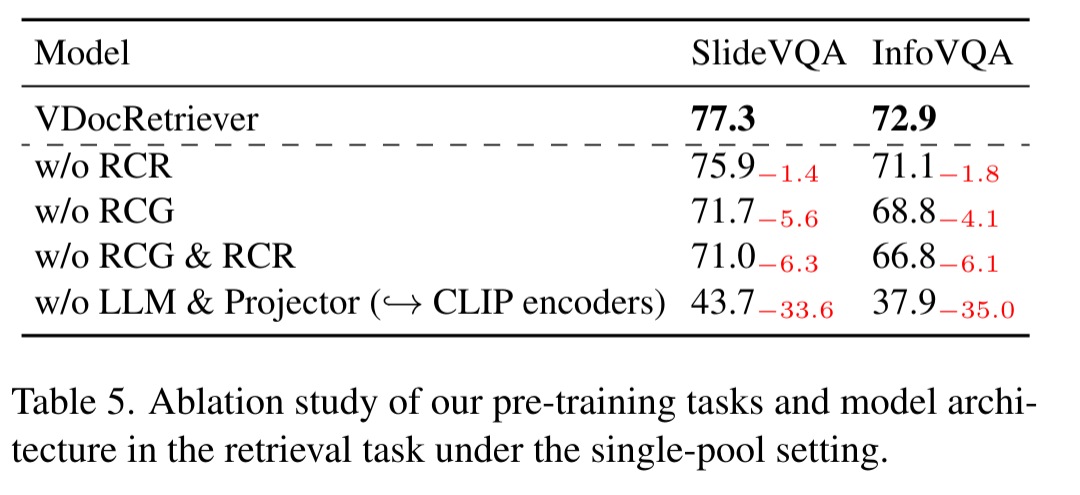 Model SlideVQA InfoVQA
VDocRetriever 77.3 72.9
w/o RCR 75.9−1.4 71.1−1.8
w/o RCG 71.7−5.6 68.8−4.1
w/o RCG & RCR 71.0−6.3 66.8−6.1
w/o LLM & Projector (↪ CLIP encoders) 43.7−33.6 37.9−35.0
Table 5. Ablation study of our pre-training tasks and model archi-
tecture in the retrieval task under the single-pool setting.